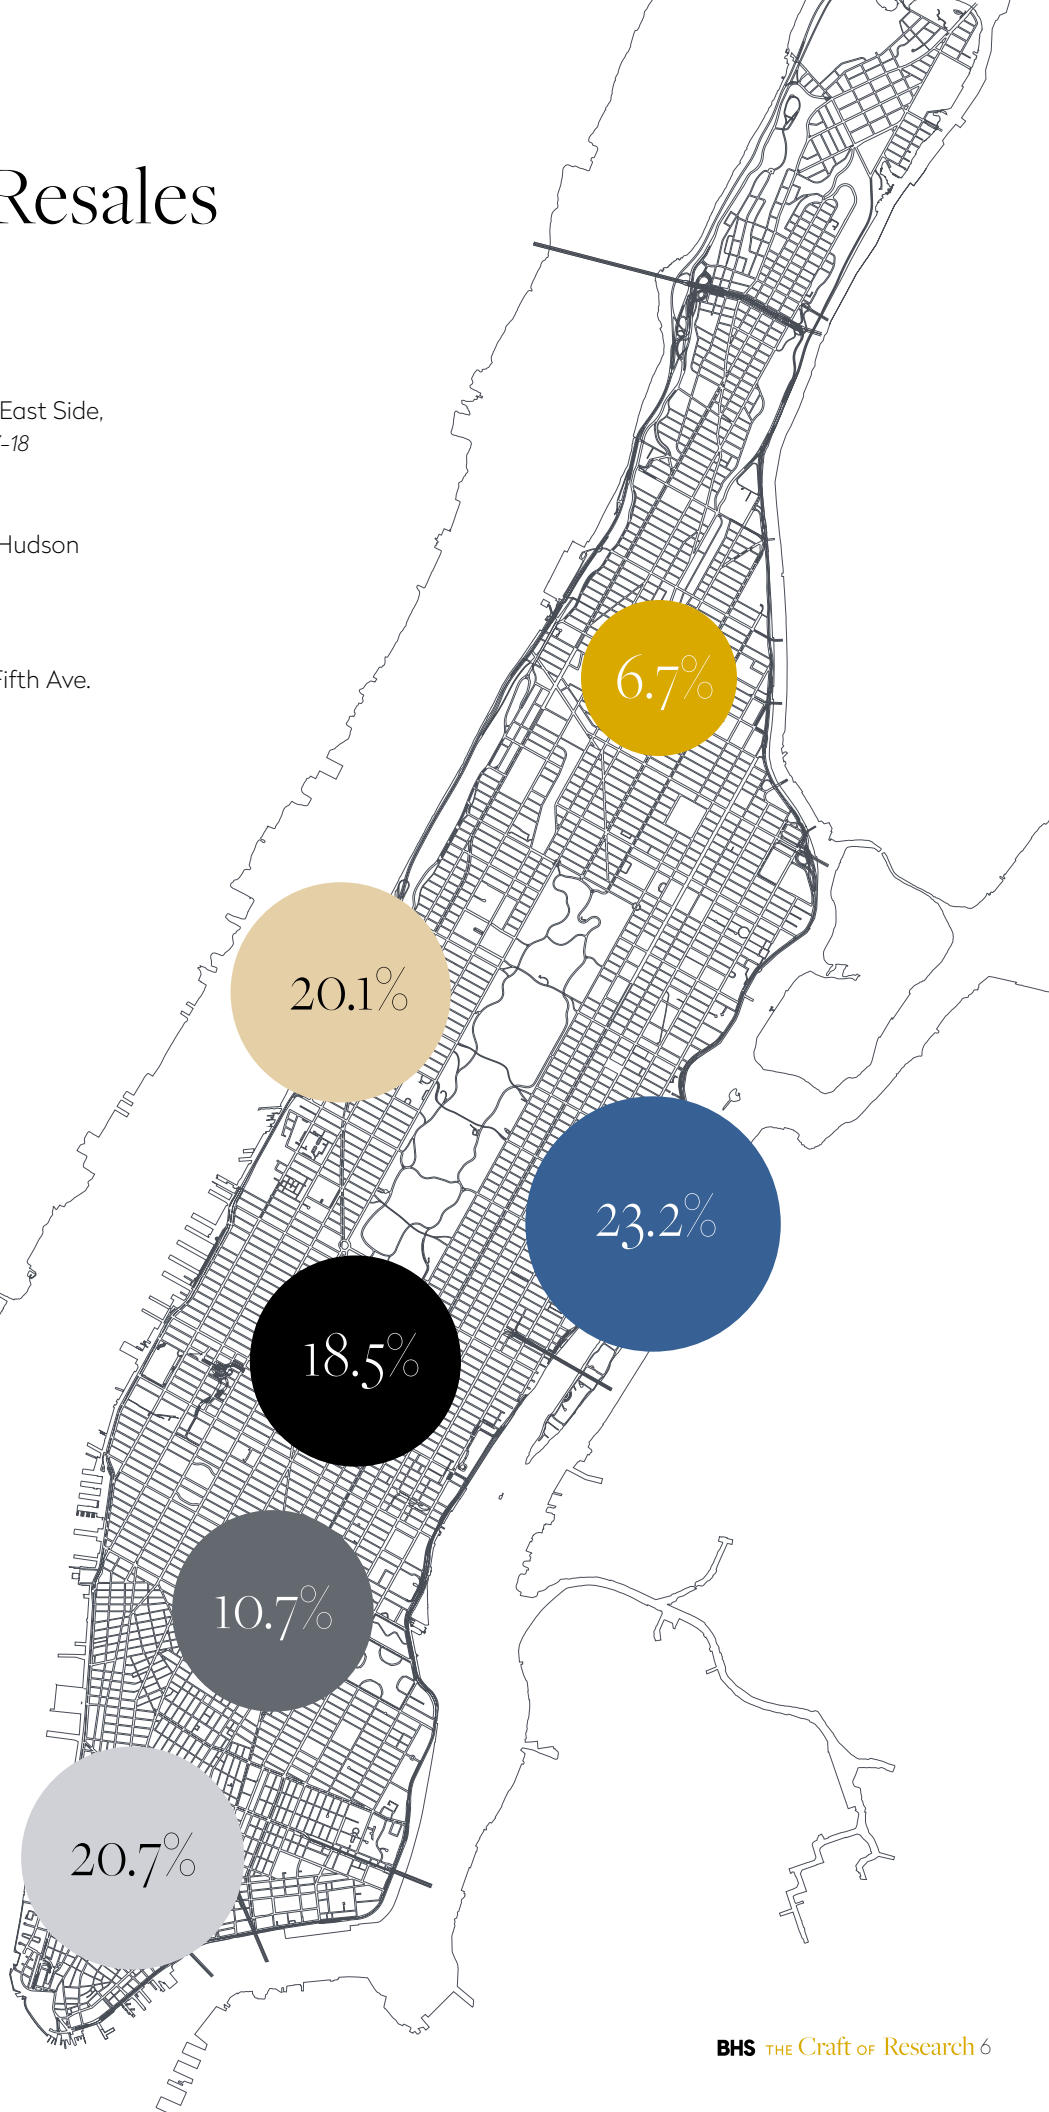 Resales
East Side,
-18
Hudson
Fifth Ave.
6.7%
20.1%
23.2%
18.5%
10.7%
20.7%
BHS THE Craft OF Research 6